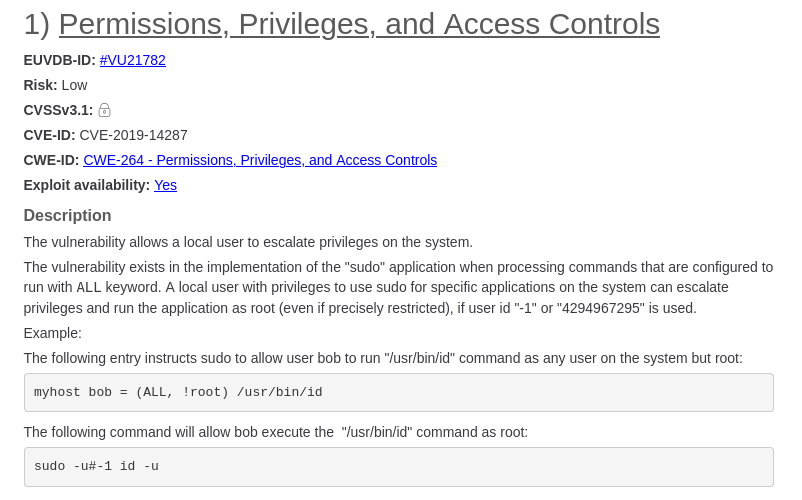 1) Permissions, Privileges, and Access Controls
EUVDB-ID: #VU21782
Risk: Low
CVSSv3.1:
CVE-ID: CVE-2019-14287
CWE-ID: CWE-264 - Permissions, Privileges, and Access Controls
Exploit availability: Yes
Description
The vulnerability allows a local user to escalate privileges on the system.
The vulnerability exists in the implementation of the "sudo" application when processing commands that are configured to
run with ALL keyword. A local user with privileges to use sudo for specific applications on the system can escalate
privileges and run the application as root (even if precisely restricted), if user id "-1" or "4294967295" is used.
Example:
The following entry instructs sudo to allow user bob to run "/usr/bin/id" command as any user on the system but root:
myhost bob = (ALL, !root) /usr/bin/id
The following command will allow bob execute the  "/usr/bin/id" command as root:
sudo -u#-1 id -u